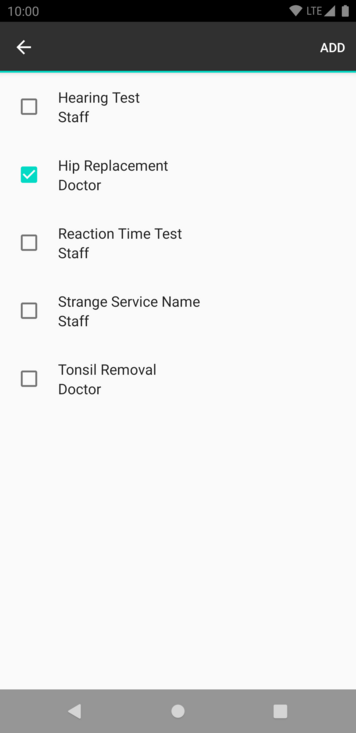 10:00
LTE
ADD
Hearing Test
Staff
Hip Replacement
Doctor
Reaction Time Test
Staff
Strange Service Name
Staff
Tonsil Removal
Doctor